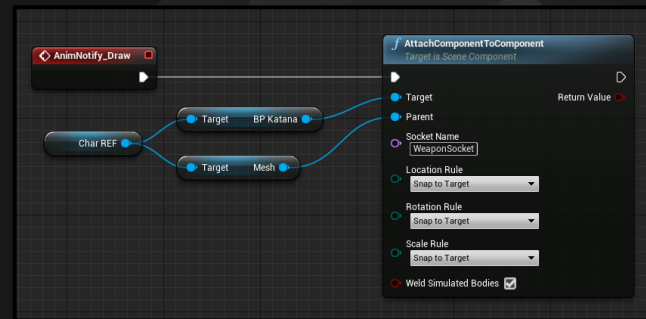 AnimNotify_Draw
f AttachComponentToComponent
Target is Scene Component
Target
Return Value
Target BP Katana
Parent
Char REF
Socket Name
WeaponSocket
Target Mesh
Location Rule
Snap to Target
Rotation Rule
Snap to Target
Scale Rule
Snap to Target
Weld Simulated Bodies